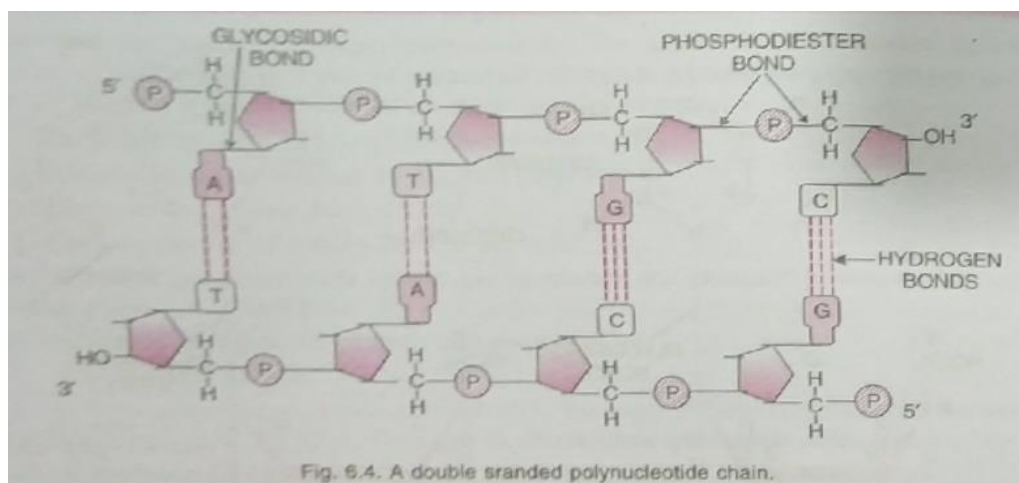 GLYCOSIDIC
BOND
PHOSPHODIESTER
BOND
5′ P H C H P H C H P H C H P H C H OH 3′
A T G C
HYDROGEN
BONDS
T A C G
HO H C H P H C H P H C H P H C H P
3′ 5′
Fig. 6.4. A double sranded polynucleotide chain.